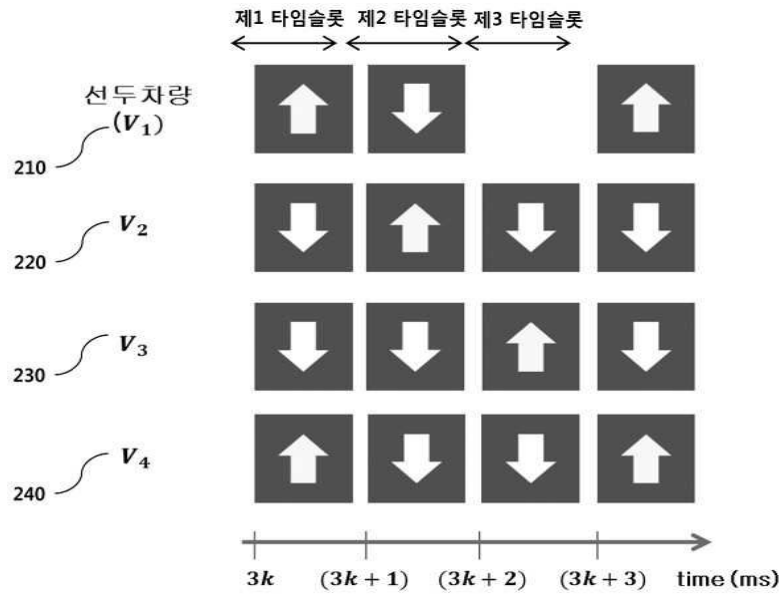 제1 타임슬롯 제2 타임슬롯 제3 타임슬롯
선두차량
(V₁)
210
V₂
220
V₃
230
V₄
240
3k (3k + 1) (3k + 2) (3k + 3) time (ms)